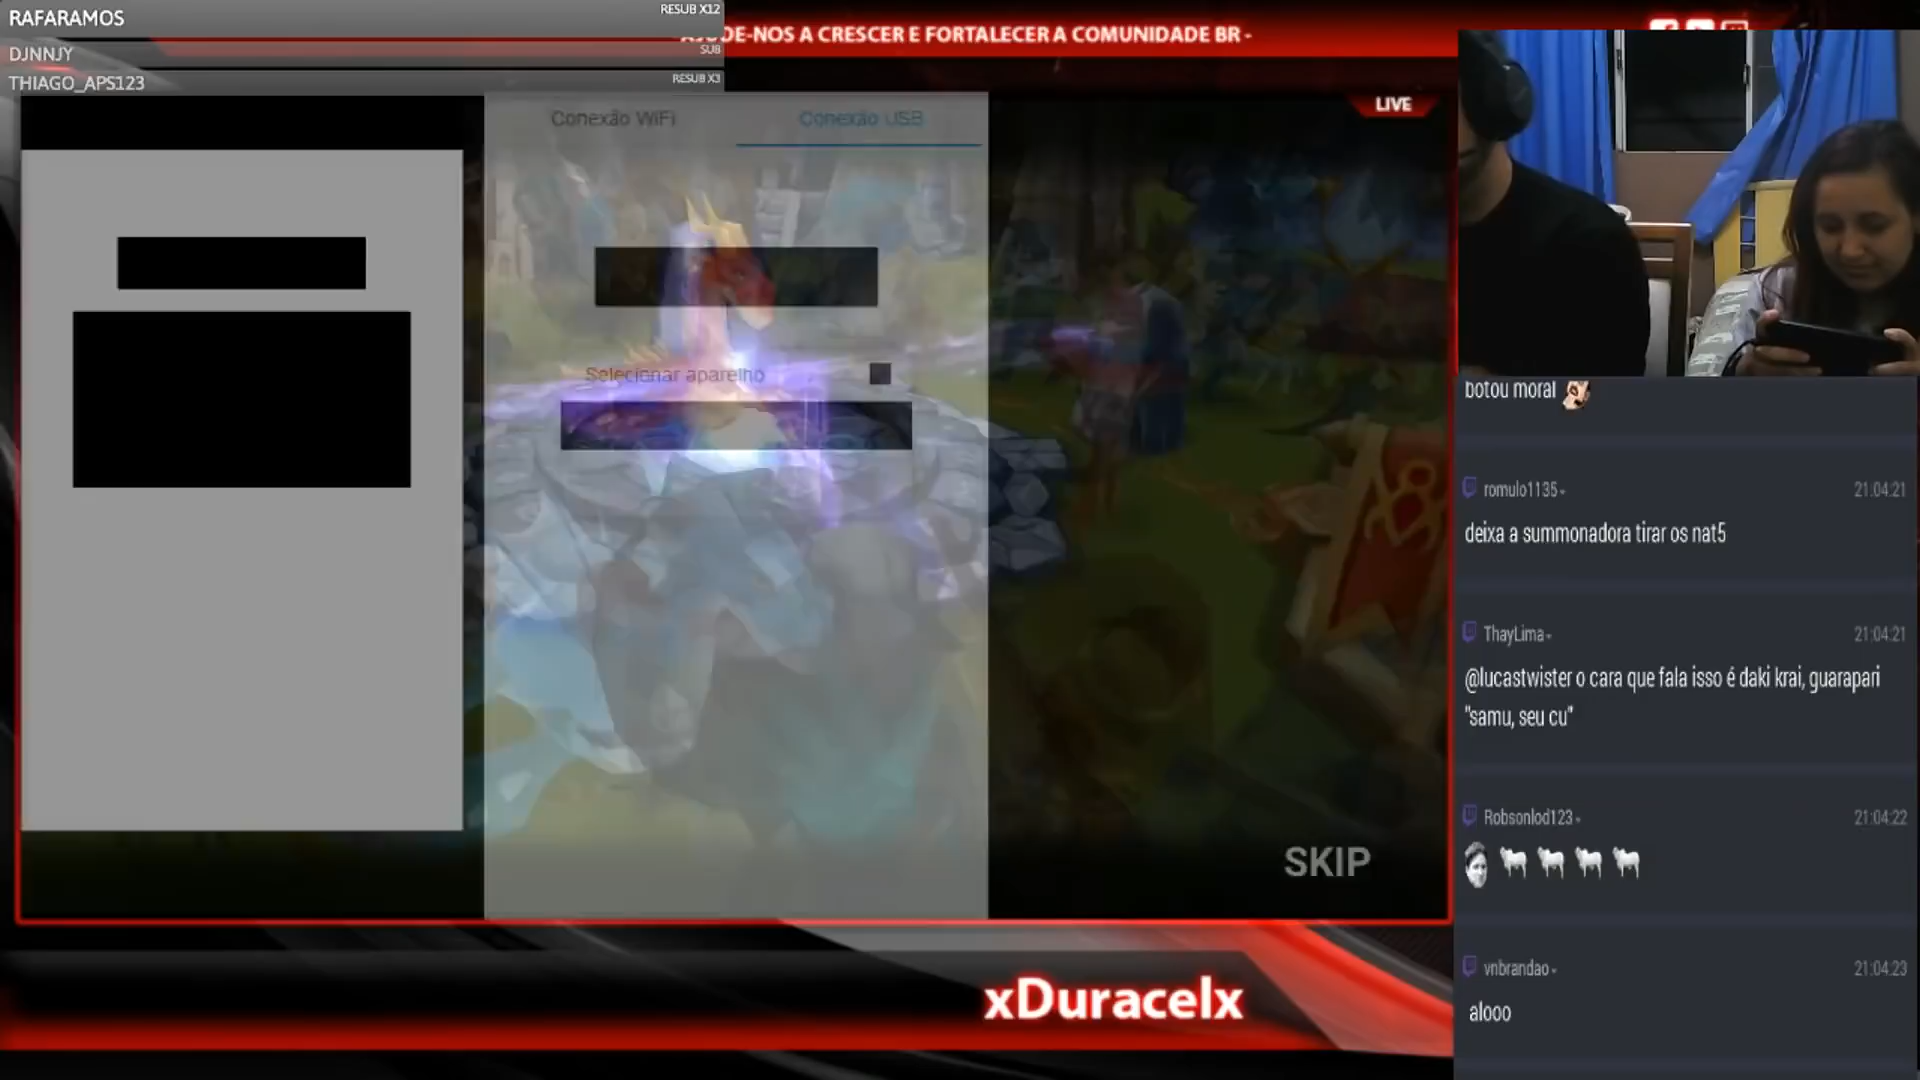 RAFARAMOS
RESUB X12
DJNNJY
SUB
THIAGO_APS123
RESUB X3
DE-NOS A CRESCER E FORTALECER A COMUNIDADE BR -
LIVE
Conexão WiFi
Conexão USB
Selecionar aparelho
SKIP
xDuracelx
botou moral
romulo1135
21:04:21
deixa a summonadora tirar os nat5
ThayLima
21:04:21
@lucastwister o cara que fala isso é daki krai, guarapari
"samu, seu cu"
Robsonlod123
21:04:22
vnbrandao
21:04:23
alooo